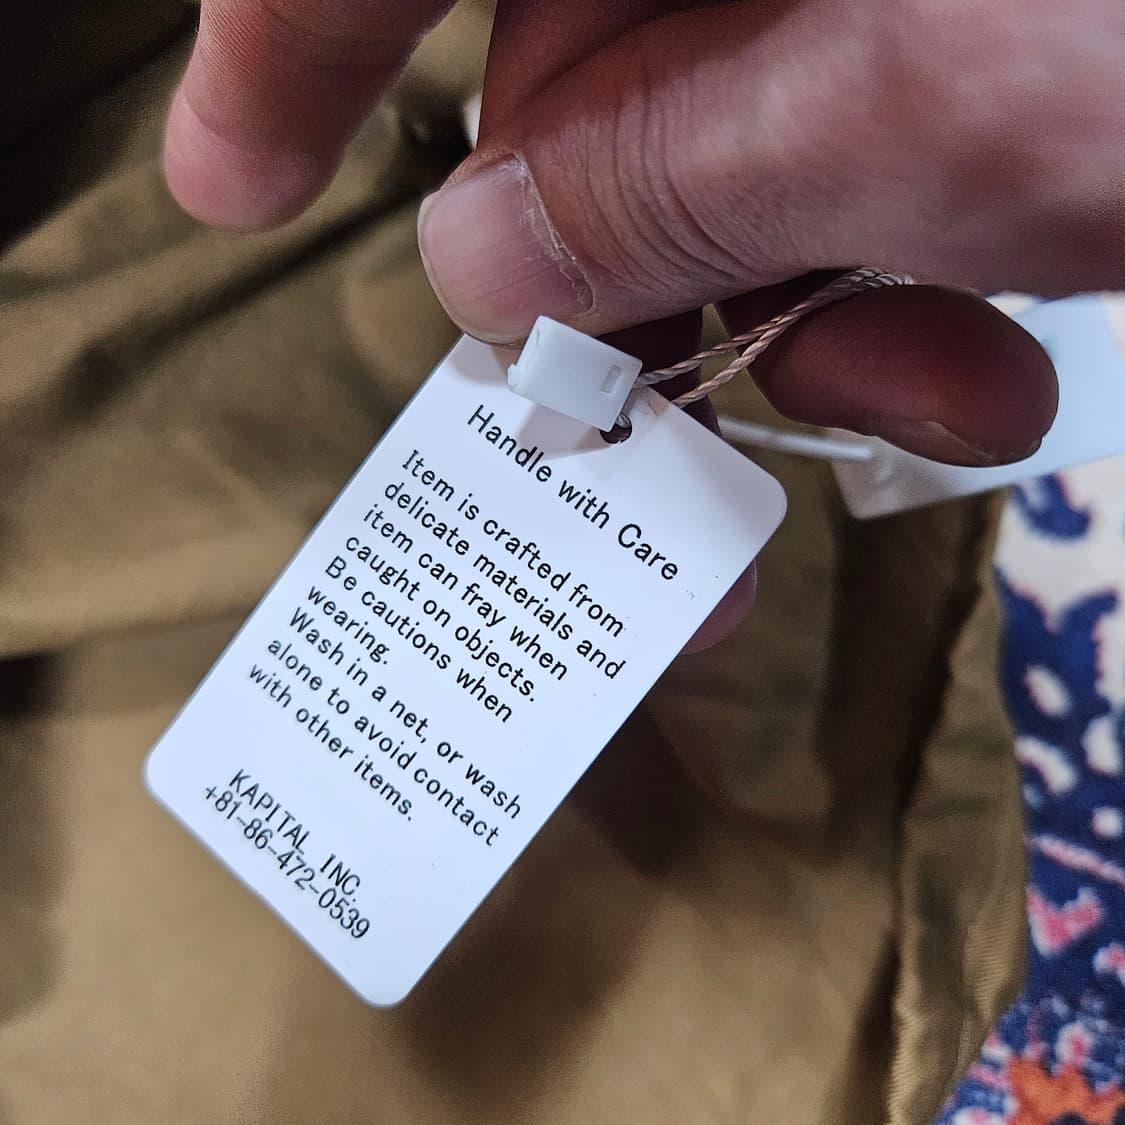 Handle with Care
Item is crafted from
delicate materials and
item can fray when
caught on objects.
Be cautions when
wearing.
Wash in a net, or wash
alone to avoid contact
with other items.
KAPITAL INC.
+81-86-472-0539